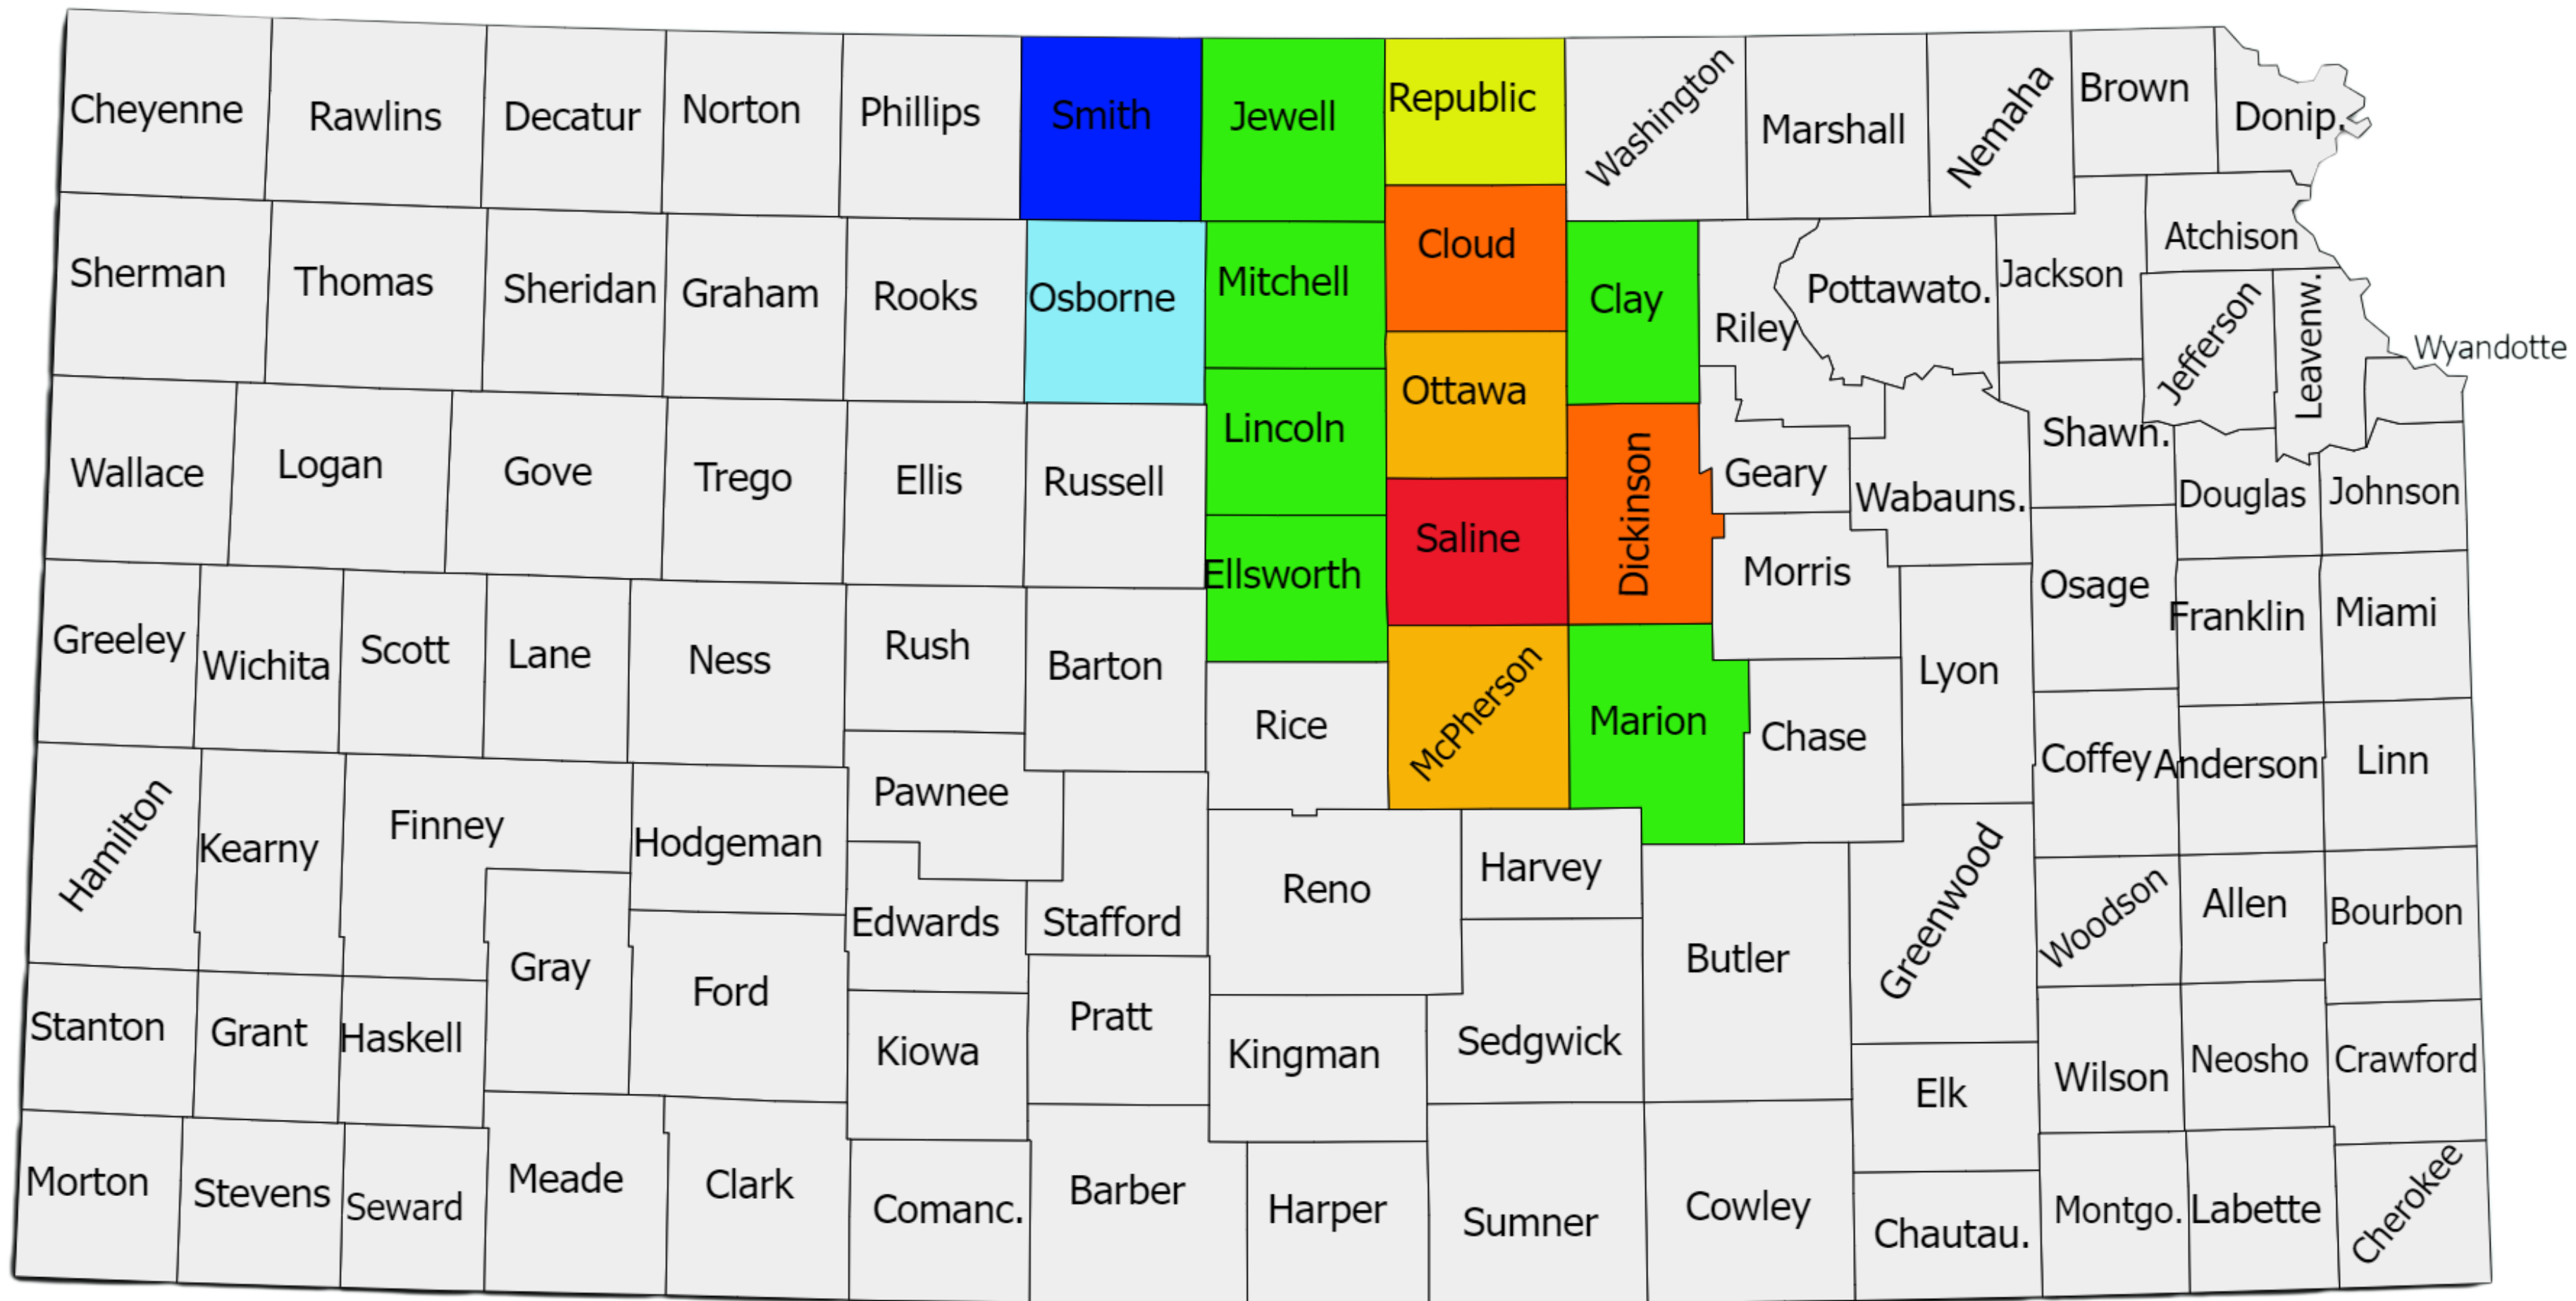 Cheyenne
Rawlins
Decatur
Norton
Phillips
Smith
Jewell
Republic
Washington
Marshall
Nemaha
Brown
Donip.
Sherman
Thomas
Sheridan
Graham
Rooks
Osborne
Mitchell
Cloud
Clay
Riley
Pottawato.
Jackson
Atchison
Jefferson
Leavenw.
Wyandotte
Wallace
Logan
Gove
Trego
Ellis
Russell
Lincoln
Ottawa
Saline
Dickinson
Geary
Wabauns.
Shawn.
Douglas
Johnson
Greeley
Wichita
Scott
Lane
Ness
Rush
Barton
Ellsworth
Rice
McPherson
Marion
Morris
Chase
Lyon
Osage
Franklin
Miami
Hamilton
Kearny
Finney
Hodgeman
Pawnee
Edwards
Stafford
Reno
Harvey
Butler
Greenwood
Coffey
Anderson
Linn
Woodson
Allen
Bourbon
Stanton
Grant
Haskell
Gray
Ford
Kiowa
Pratt
Kingman
Sedgwick
Elk
Wilson
Neosho
Crawford
Morton
Stevens
Seward
Meade
Clark
Comanc.
Barber
Harper
Sumner
Cowley
Chautau.
Montgo.
Labette
Cherokee